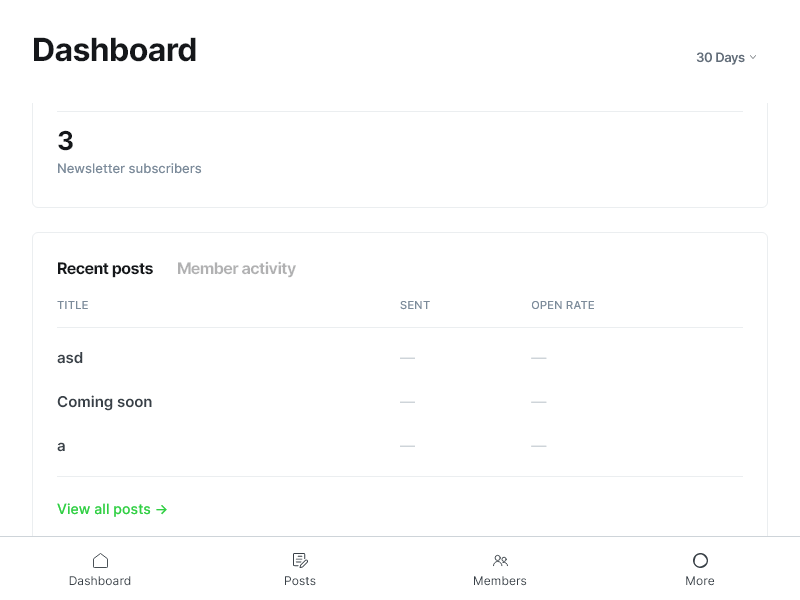 Dashboard
30 Days
3
Newsletter subscribers
Recent posts Member activity
TITLE SENT OPEN RATE
asd — —
Coming soon — —
a — —
View all posts →
Dashboard Posts Members More